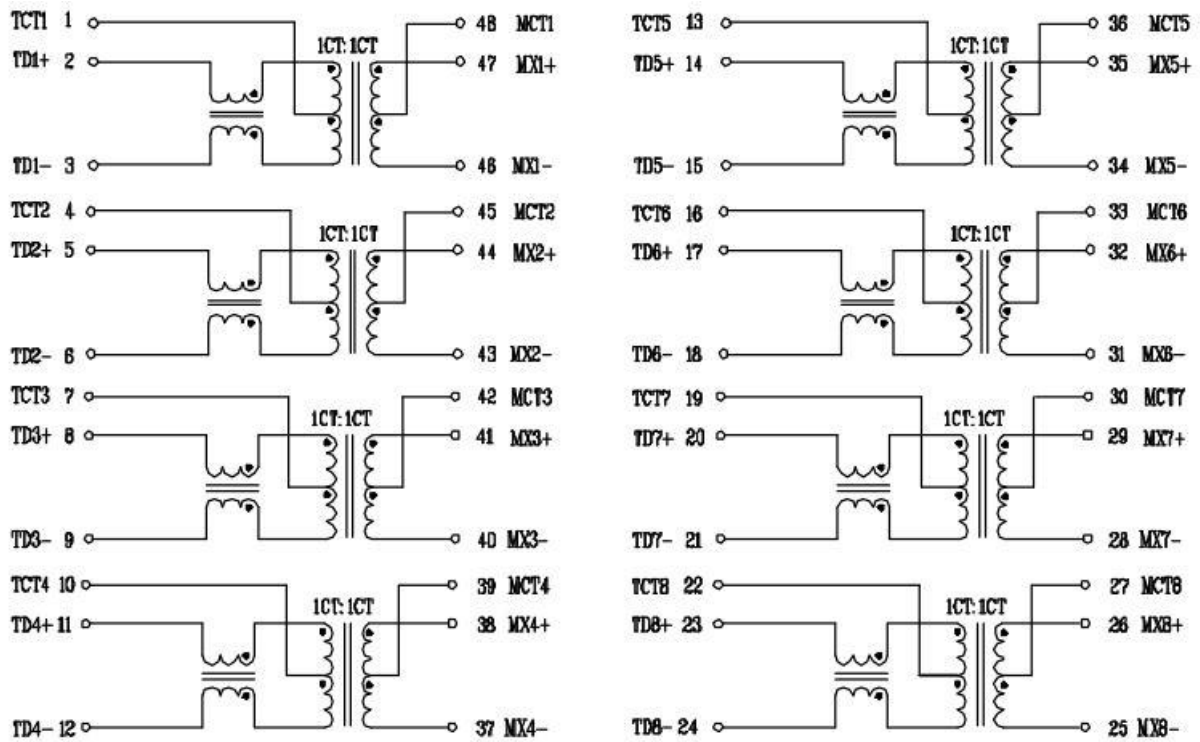 TCT1 1
1CT:1CT
48 MCT1
TD1+ 2
47 MX1+
TD1- 3
46 MX1-
TCT2 4
1CT:1CT
45 MCT2
TD2+ 5
44 MX2+
TD2- 6
43 MX2-
TCT3 7
1CT:1CT
42 MCT3
TD3+ 8
41 MX3+
TD3- 9
40 MX3-
TCT4 10
1CT:1CT
39 MCT4
TD4+ 11
38 MX4+
TD4- 12
37 MX4-
TCT5 13
1CT:1CT
36 MCT5
TD5+ 14
35 MX5+
TD5- 15
34 MX5-
TCT6 16
1CT:1CT
33 MCT6
TD6+ 17
32 MX6+
TD6- 18
31 MX6-
TCT7 19
1CT:1CT
30 MCT7
TD7+ 20
29 MX7+
TD7- 21
28 MX7-
TCT8 22
1CT:1CT
27 MCT8
TD8+ 23
26 MX8+
TD8- 24
25 MX8-